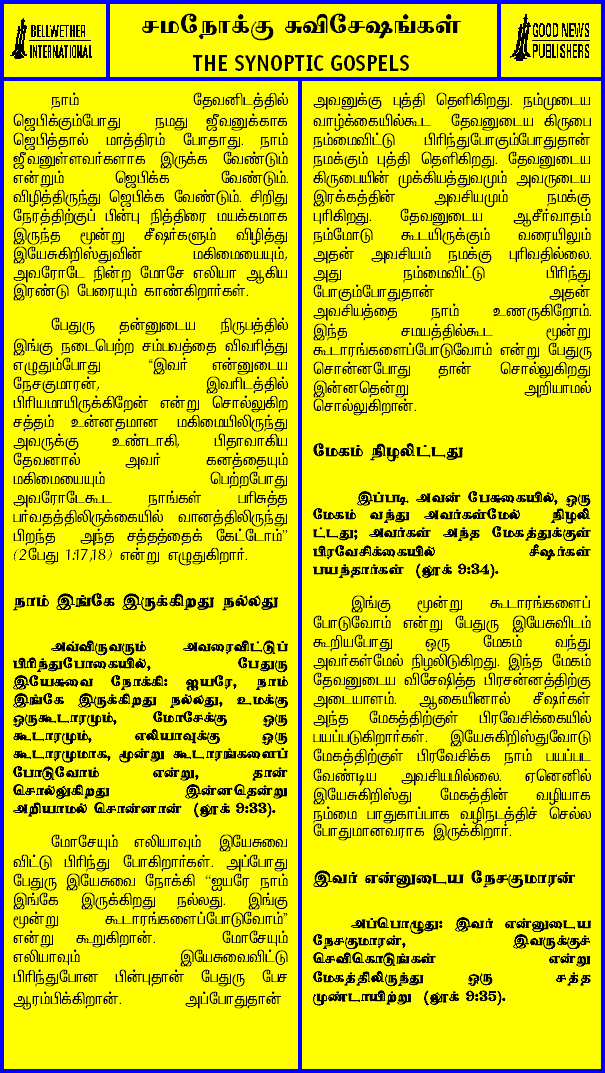 BELLWETHER
INTERNATIONAL
சமநோக்கு சுவிசேஷங்கள்
THE SYNOPTIC GOSPELS
GOOD NEWS
PUBLISHERS
நாம் தேவனிடத்தில்
ஜெபிக்கும்போது நமது ஜீவனுக்காக
ஜெபித்தால் மாத்திரம் போதாது. நாம்
ஜீவனுள்ளவர்களாக இருக்க வேண்டும்
என்றும் ஜெபிக்க வேண்டும்.
விழித்திருந்து ஜெபிக்க வேண்டும். சிறிது
நேரத்திற்குப் பின்பு நித்திரை மயக்கமாக
இருந்த மூன்று சீஷர்களும் விழித்து
இயேசுகிறிஸ்துவின் மகிமையையும்,
அவரோடே நின்ற மோசே எலியா ஆகிய
இரண்டு பேரையும் காண்கிறார்கள்.
பேதுரு தன்னுடைய நிருபத்தில்
இங்கு நடைபெற்ற சம்பவத்தை விவரித்து
எழுதும்போது “இவர் என்னுடைய
நேசகுமாரன், இவரிடத்தில்
பிரியமாயிருக்கிறேன் என்று சொல்லுகிற
சத்தம் உன்னதமான மகிமையிலிருந்து
அவருக்கு உண்டாகி, பிதாவாகிய
தேவனால் அவர் கனத்தையும்
மகிமையையும் பெற்றபோது
அவரோடேகூட நாங்கள் பரிசுத்த
பர்வதத்திலிருக்கையில் வானத்திலிருந்து
பிறந்த அந்த சத்தத்தைக் கேட்டோம்”
(2பேது 1:17,18) என்று எழுதுகிறார்.
நாம் இங்கே இருக்கிறது நல்லது
அவ்விருவரும் அவரைவிட்டுப்
பிரிந்துபோகையில், பேதுரு
இயேசுவை நோக்கி: ஐயரே, நாம்
இங்கே இருக்கிறது நல்லது, உமக்கு
ஒருகூடாரமும், மோசேக்கு ஒரு
கூடாரமும், எலியாவுக்கு ஒரு
கூடாரமுமாக, மூன்று கூடாரங்களைப்
போடுவோம் என்று, தான்
சொல்லுகிறது இன்னதென்று
அறியாமல் சொன்னான் (லூக் 9:33).
மோசேயும் எலியாவும் இயேசுவை
விட்டு பிரிந்து போகிறார்கள். அப்போது
பேதுரு இயேசுவை நோக்கி “ஐயரே நாம்
இங்கே இருக்கிறது நல்லது. இங்கு
மூன்று கூடாரங்களைப்போடுவோம்”
என்று கூறுகிறான். மோசேயும்
எலியாவும் இயேசுவைவிட்டு
பிரிந்துபோன பின்புதான் பேதுரு பேச
ஆரம்பிக்கிறான். அப்போதுதான்
அவனுக்கு புத்தி தெளிகிறது. நம்முடைய
வாழ்க்கையில்கூட தேவனுடைய கிருபை
நம்மைவிட்டு பிரிந்துபோகும்போதுதான்
நமக்கும் புத்தி தெளிகிறது. தேவனுடைய
கிருபையின் முக்கியத்துவமும் அவருடைய
இரக்கத்தின் அவசியமும் நமக்கு
புரிகிறது. தேவனுடைய ஆசீர்வாதம்
நம்மோடு கூடயிருக்கும் வரையிலும்
அதன் அவசியம் நமக்கு புரிவதில்லை.
அது நம்மைவிட்டு பிரிந்து
போகும்போதுதான் அதன்
அவசியத்தை நாம் உணருகிறோம்.
இந்த சமயத்தில்கூட மூன்று
கூடாரங்களைப்போடுவோம் என்று பேதுரு
சொன்னபோது தான் சொல்லுகிறது
இன்னதென்று அறியாமல்
சொல்லுகிறான்.
மேகம் நிழலிட்டது
இப்படி அவன் பேசுகையில், ஒரு
மேகம் வந்து அவர்கள்மேல் நிழலி
ட்டது; அவர்கள் அந்த மேகத்துக்குள்
பிரவேசிக்கையில் சீஷர்கள்
பயந்தார்கள் (லூக் 9:34).
இங்கு மூன்று கூடாரங்களைப்
போடுவோம் என்று பேதுரு இயேசுவிடம்
கூறியபோது ஒரு மேகம் வந்து
அவர்கள்மேல் நிழலிடுகிறது. இந்த மேகம்
தேவனுடைய விசேஷித்த பிரசன்னத்திற்கு
அடையாளம். ஆகையினால் சீஷர்கள்
அந்த மேகத்திற்குள் பிரவேசிக்கையில்
பயப்படுகிறார்கள். இயேசுகிறிஸ்துவோடு
மேகத்திற்குள் பிரவேசிக்க நாம் பயப்பட
வேண்டிய அவசியமில்லை. ஏனெனில்
இயேசுகிறிஸ்து மேகத்தின் வழியாக
நம்மை பாதுகாப்பாக வழிநடத்திச் செல்ல
போதுமானவராக இருக்கிறார்.
இவர் என்னுடைய நேசகுமாரன்
அப்பொழுது: இவர் என்னுடைய
நேசகுமாரன், இவருக்குச்
செவிகொடுங்கள் என்று
மேகத்திலிருந்து ஒரு சத்த
முண்டாயிற்று (லூக் 9:35).